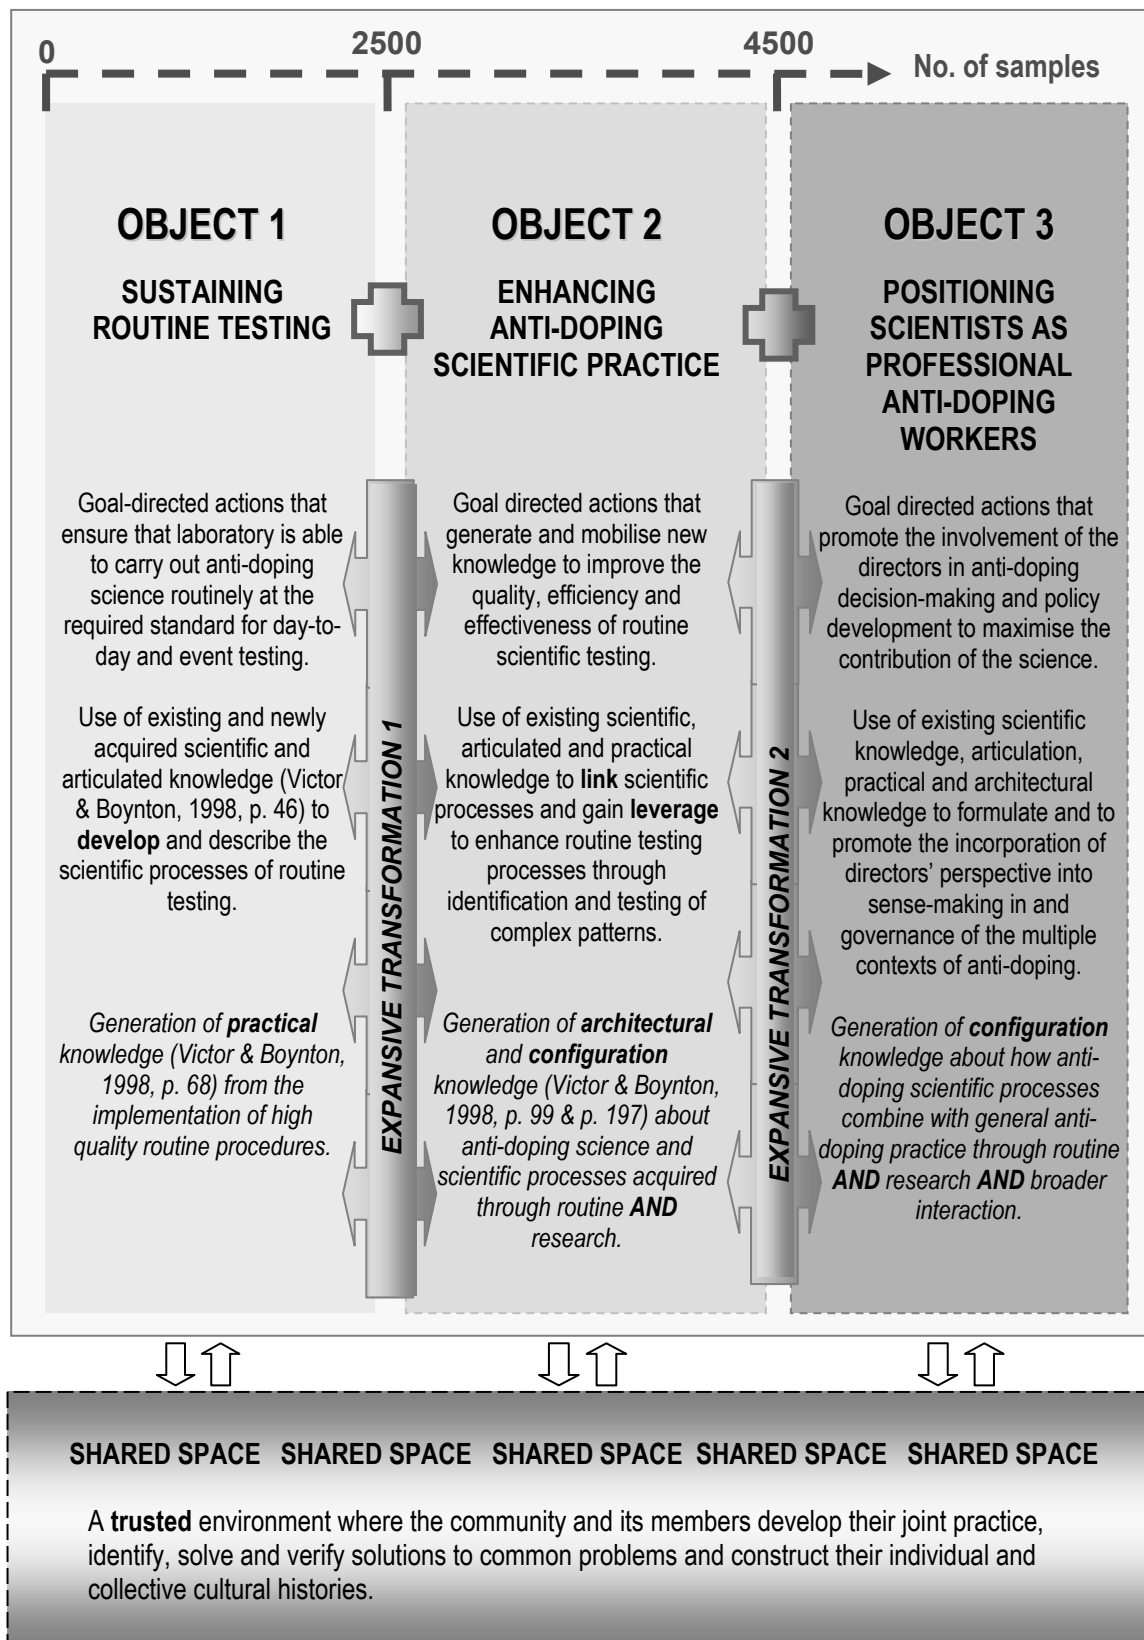 0
2500
4500
No. of samples
OBJECT 1
SUSTAINING
ROUTINE TESTING
Goal-directed actions that
ensure that laboratory is able
to carry out anti-doping
science routinely at the
required standard for day-to-
day and event testing.
Use of existing and newly
acquired scientific and
articulated knowledge (Victor
& Boynton, 1998, p. 46) to
develop and describe the
scientific processes of routine
testing.
Generation of practical
knowledge (Victor & Boynton,
1998, p. 68) from the
implementation of high
quality routine procedures.
EXPANSIVE TRANSFORMATION 1
OBJECT 2
ENHANCING
ANTI-DOPING
SCIENTIFIC PRACTICE
Goal directed actions that
generate and mobilise new
knowledge to improve the
quality, efficiency and
effectiveness of routine
scientific testing.
Use of existing scientific,
articulated and practical
knowledge to link scientific
processes and gain leverage
to enhance routine testing
processes through
identification and testing of
complex patterns.
Generation of architectural
and configuration
knowledge (Victor & Boynton,
1998, p. 99 & p. 197) about
anti-doping science and
scientific processes acquired
through routine AND
research.
EXPANSIVE TRANSFORMATION 2
OBJECT 3
POSITIONING
SCIENTISTS AS
PROFESSIONAL
ANTI-DOPING
WORKERS
Goal directed actions that
promote the involvement of the
directors in anti-doping
decision-making and policy
development to maximise the
contribution of the science.
Use of existing scientific
knowledge, articulation,
practical and architectural
knowledge to formulate and to
promote the incorporation of
directors' perspective into
sense-making in and
governance of the multiple
contexts of anti-doping.
Generation of configuration
knowledge about how anti-
doping scientific processes
combine with general anti-
doping practice through routine
AND research AND broader
interaction.
SHARED SPACE SHARED SPACE SHARED SPACE SHARED SPACE SHARED SPACE
A trusted environment where the community and its members develop their joint practice,
identify, solve and verify solutions to common problems and construct their individual and
collective cultural histories.